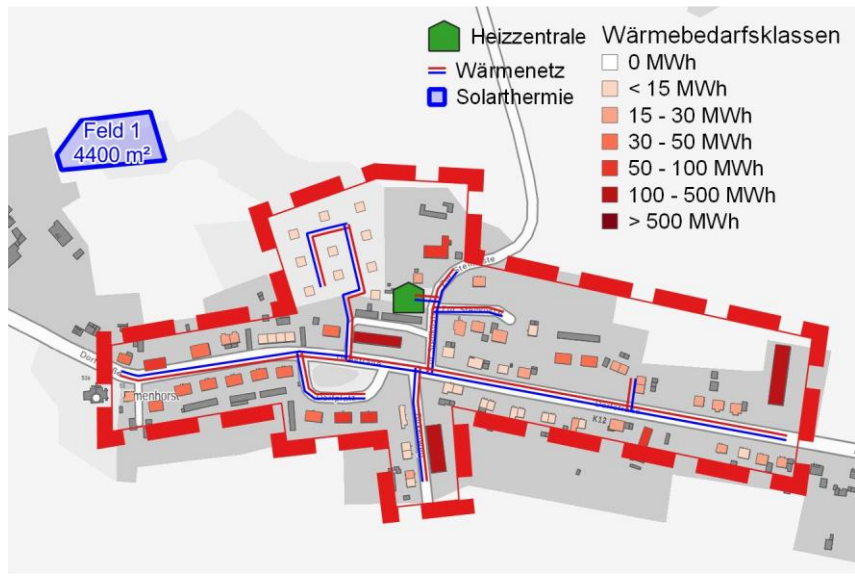 Heizzentrale
Wärmenetz
Solarthermie
Wärmebedarfsklassen
0 MWh
< 15 MWh
15 - 30 MWh
30 - 50 MWh
50 - 100 MWh
100 - 500 MWh
> 500 MWh
Feld 1
4400 m²
K12